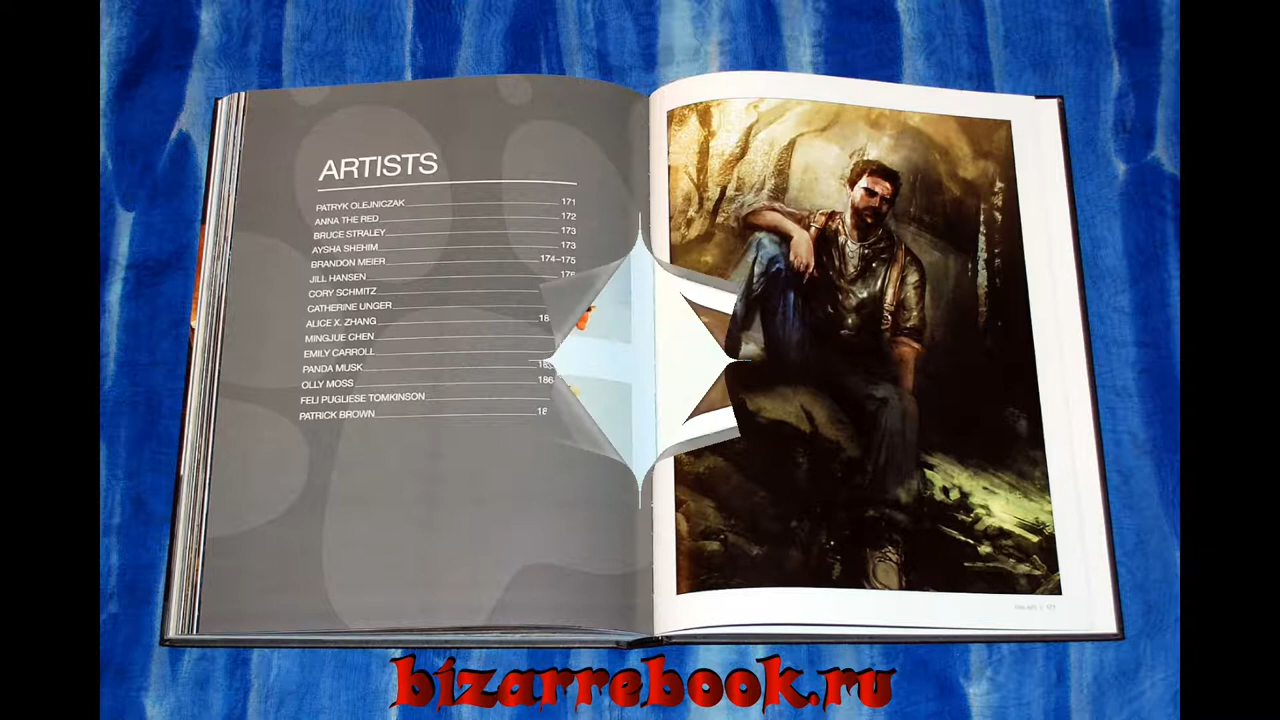 ARTISTS
PATRYK OLEJNICZAK 171
ANNA THE RED 172
BRUCE STRALEY 173
AYSHA SHEHIM 173
BRANDON MEIER 174–175
JILL HANSEN
CORY SCHMITZ
CATHERINE UNGER
ALICE X. ZHANG
MINGJUE CHEN
EMILY CARROLL
PANDA MUSK
OLLY MOSS 186
FELI PUGLIESE TOMKINSON
PATRICK BROWN
bizarrebook.ru